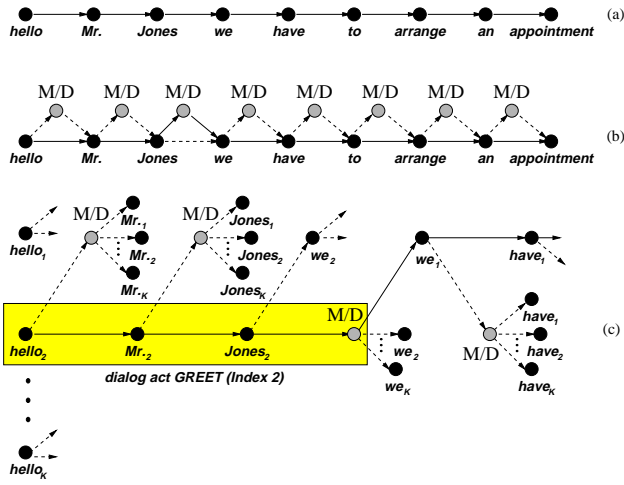 hello Mr. Jones we have to arrange an appointment (a)
M/D M/D M/D M/D M/D M/D M/D M/D
hello Mr. Jones we have to arrange an appointment (b)
hello1 M/D Mr.1 Mr.2 Mr.K M/D Jones1 Jones2 JonesK we2 we1 have1
hello2 Mr.2 Jones2 M/D we2 weK M/D have1 have2 haveK (c)
dialog act GREET (Index 2)
helloK